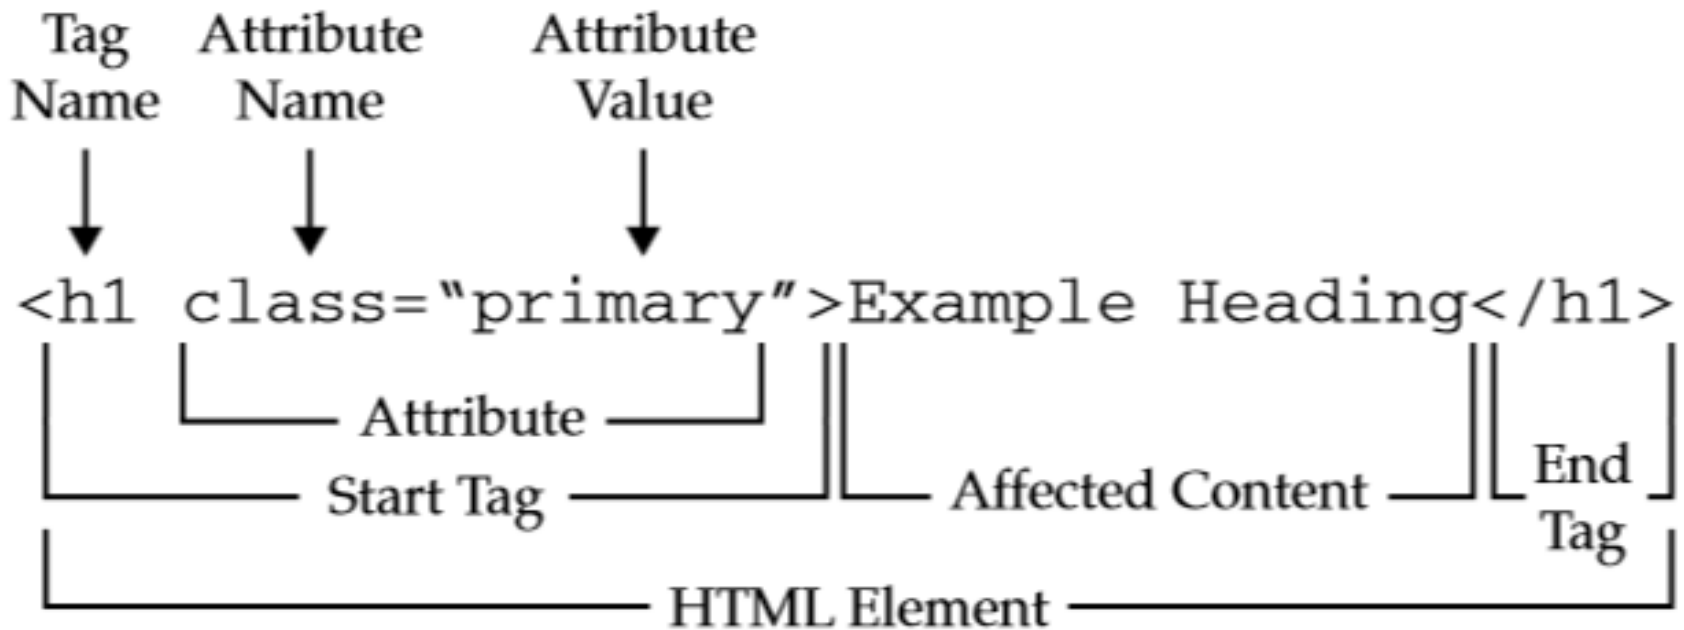 Tag
Name
Attribute
Name
Attribute
Value
<h1 class=“primary”>Example Heading</h1>
Attribute
Start Tag
Affected Content
End
Tag
HTML Element